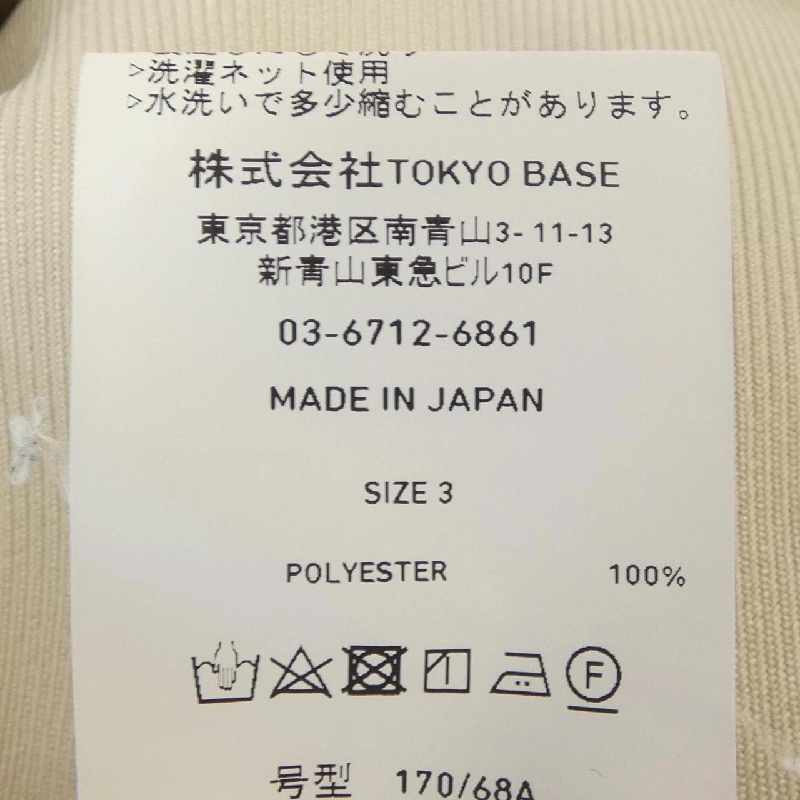 >洗濯ネット使用
>水洗いで多少縮むことがあります。
株式会社TOKYO BASE
東京都港区南青山3-11-13
新青山東急ビル10F
03-6712-6861
MADE IN JAPAN
SIZE 3
POLYESTER 100%
F
号型 170/68A